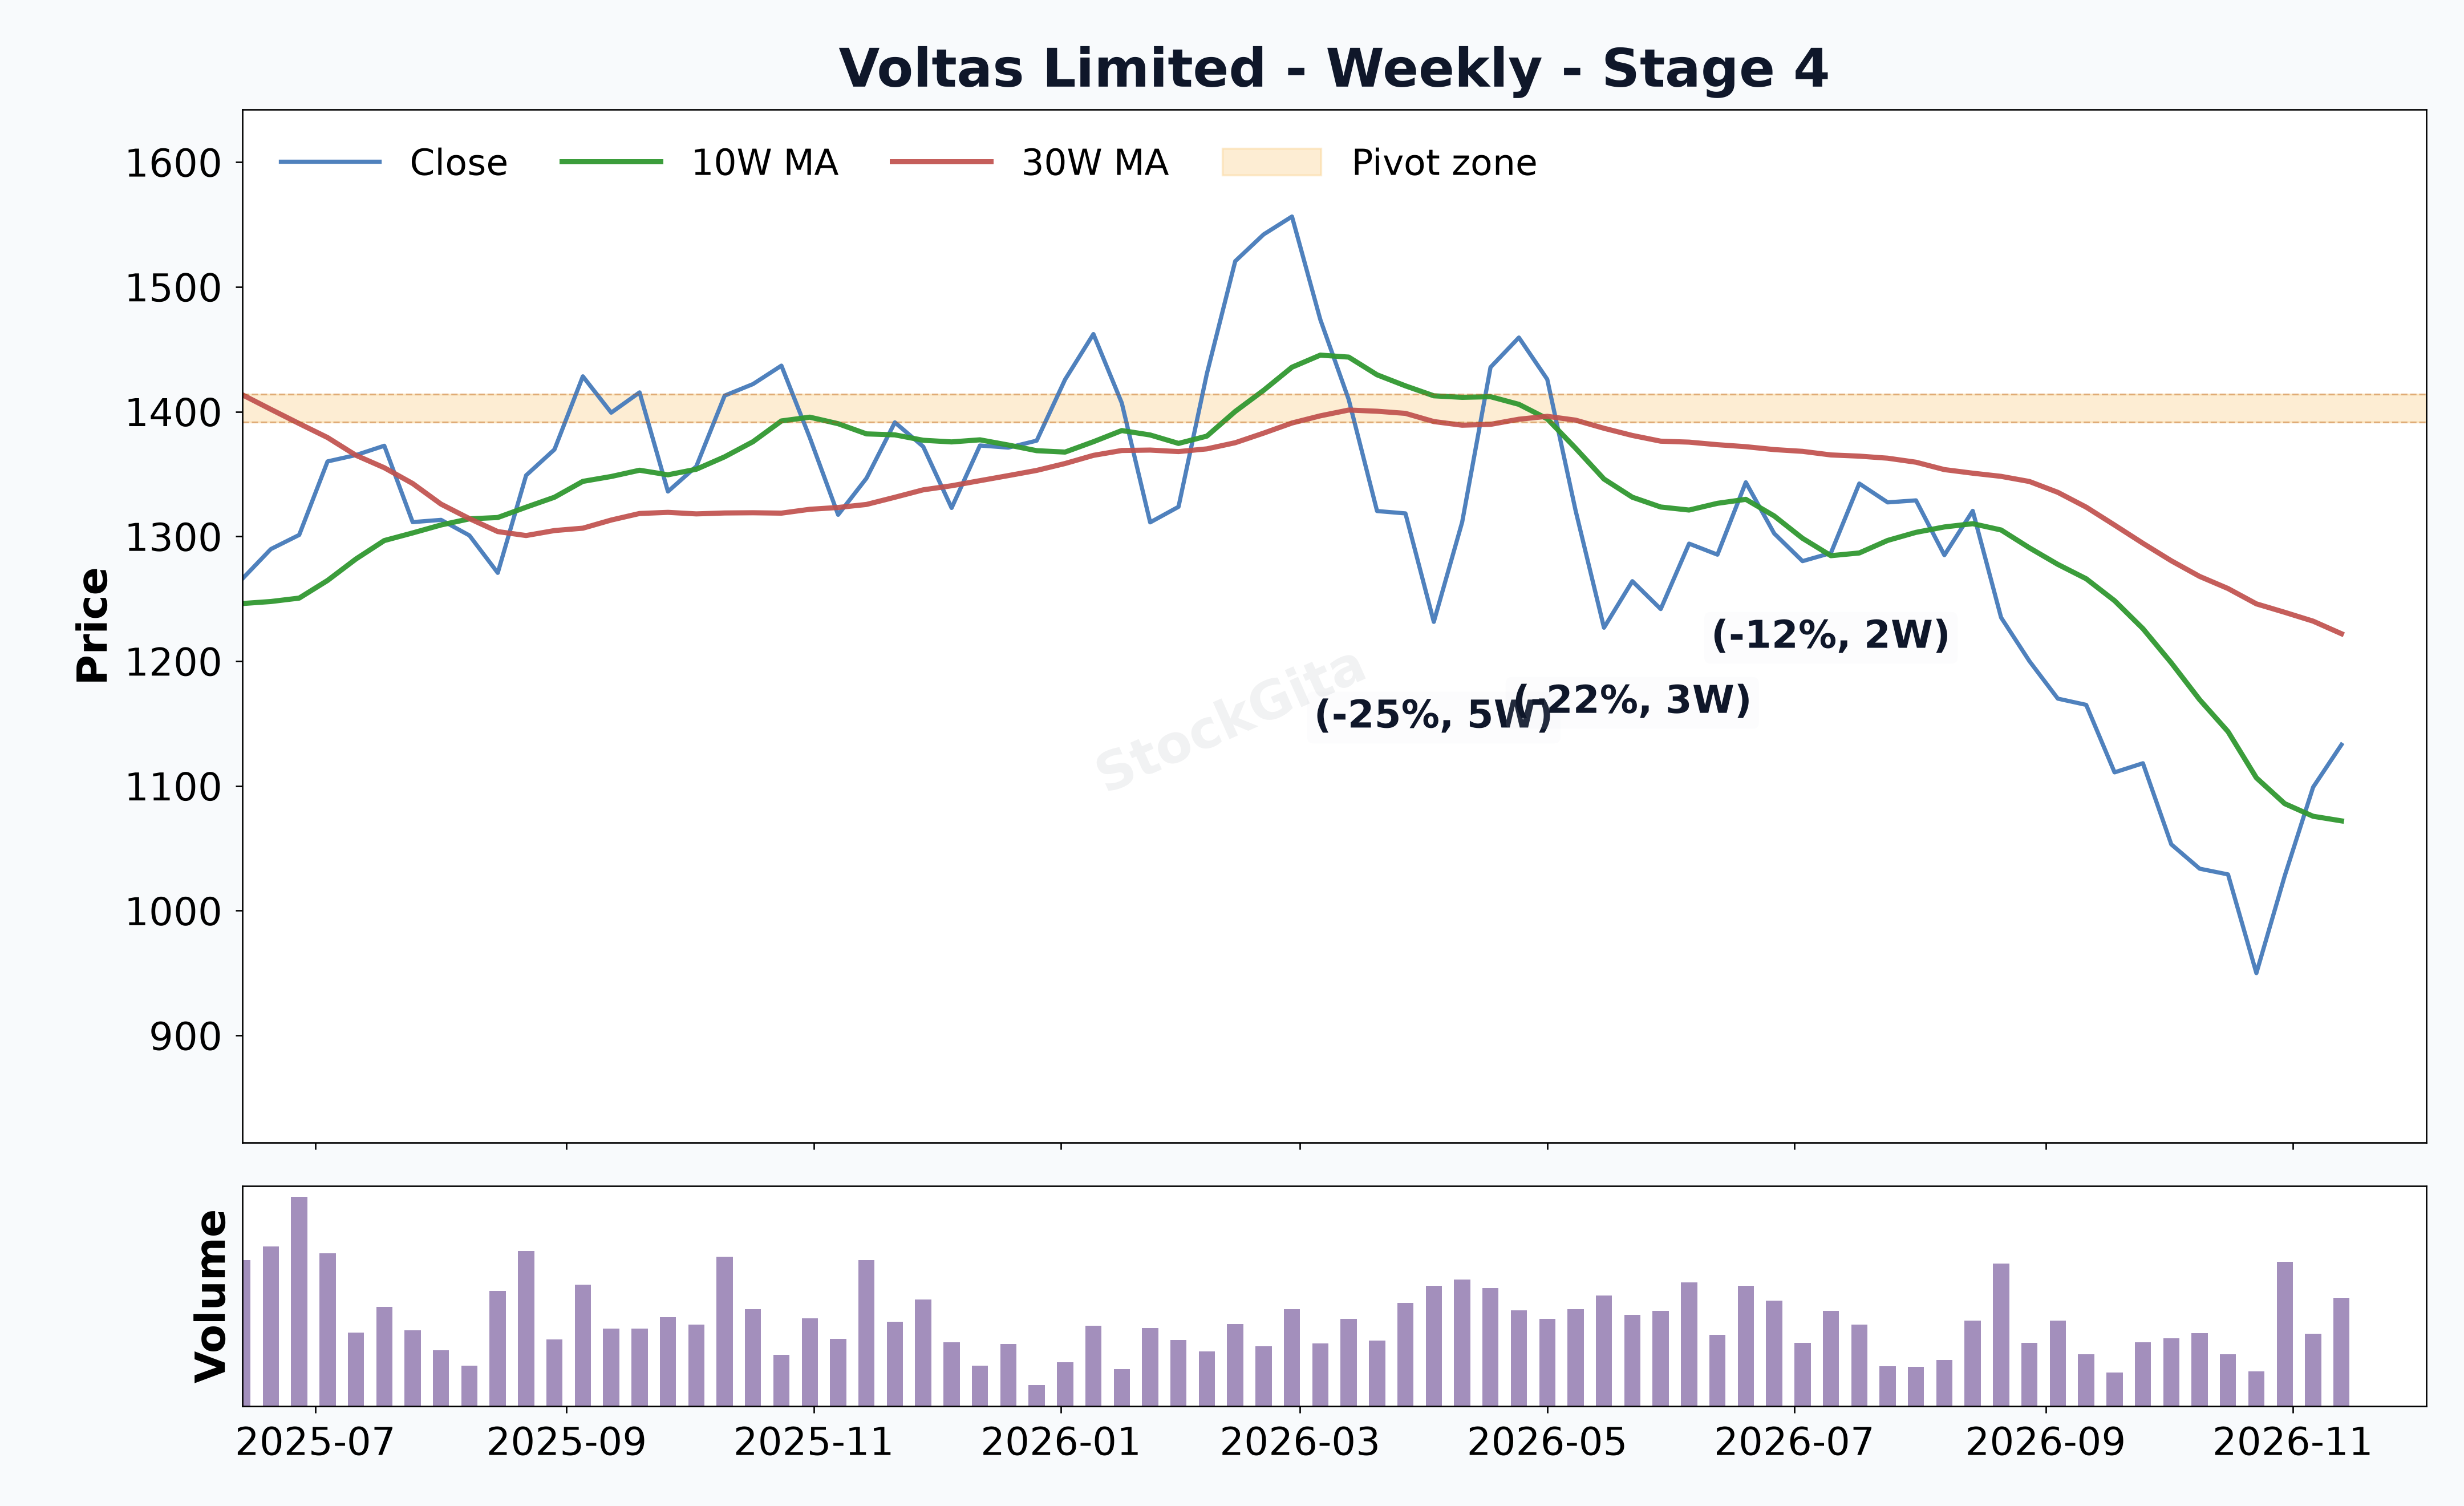 Voltas Limited - Weekly - Stage 4
Close 10W MA 30W MA Pivot zone
1600
1500
1400
1300
1200
1100
1000
900
Price
(-12%, 2W)
(-22%, 3W)
(-25%, 5W)
StockGita
Volume
2025-07 2025-09 2025-11 2026-01 2026-03 2026-05 2026-07 2026-09 2026-11